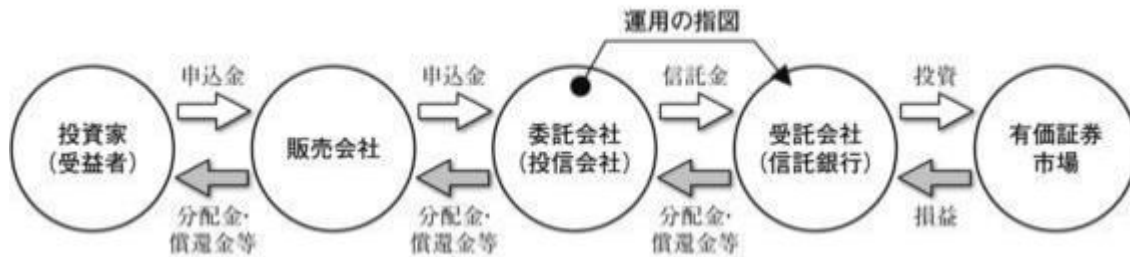 運用の指図
申込金
申込金
信託金
投資
投資家
(受益者)
販売会社
委託会社
(投信会社)
受託会社
(信託銀行)
有価証券
市場
分配金・
償還金等
分配金・
償還金等
分配金・
償還金等
損益